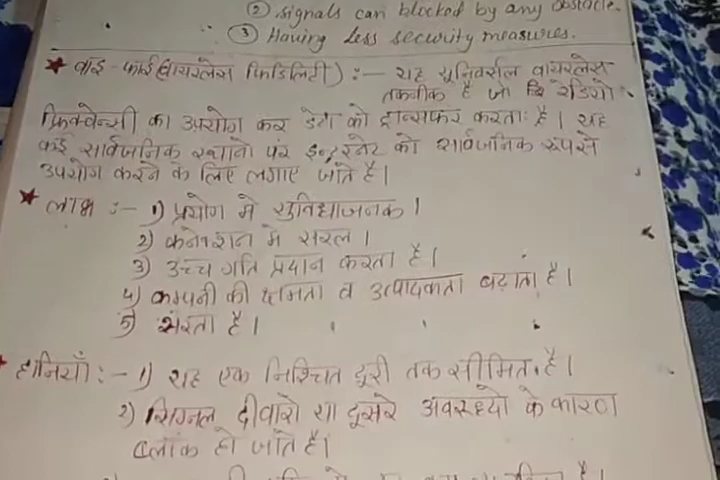 ② signals can blocked by any obstacle.
③ Having less security measures.
★ वाई-फाई (वायरलेस फिडिलिटी) :— यह यूनिवर्सल वायरलेस
तकनीक है जो कि रेडियो
फ्रिक्वेन्सी का उपयोग कर डेटा को ट्रान्सफर करता है। यह
कई सार्वजनिक स्थानो पर इन्टरनेट को सार्वजनिक रूपसे
उपयोग करने के लिए लगाए जाते है।
★ लाभ :— 1) प्रयोग मे सुविधाजनक।
2) कनेक्शन मे सरल।
3) उच्च गति प्रदान करता है।
4) कम्पनी की क्षमता व उत्पादकता बढ़ाता है।
5) सस्ता है।
हानियाँ :— 1) यह एक निश्चित दूरी तक सीमित है।
2) सिग्नल दीवारो या दूसरे अवरूध्यो के कारण
ब्लाक हो जाते है।